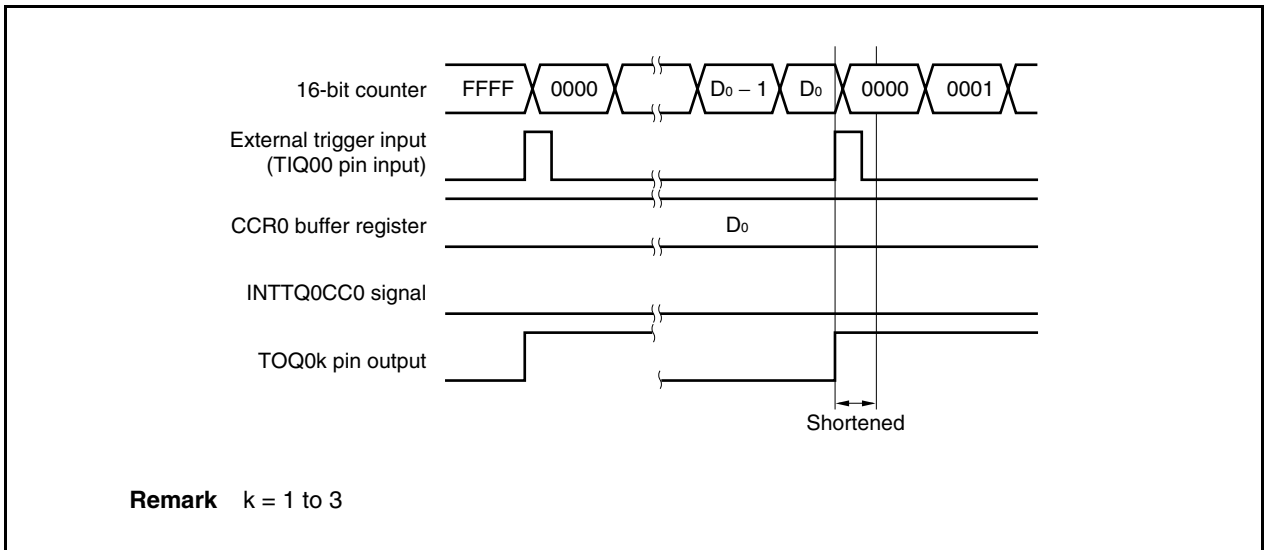 16-bit counter FFFF 0000 D0 − 1 D0 0000 0001
External trigger input
(TIQ00 pin input)
CCR0 buffer register D0
INTTQ0CC0 signal
TOQ0k pin output
Shortened
Remark k = 1 to 3